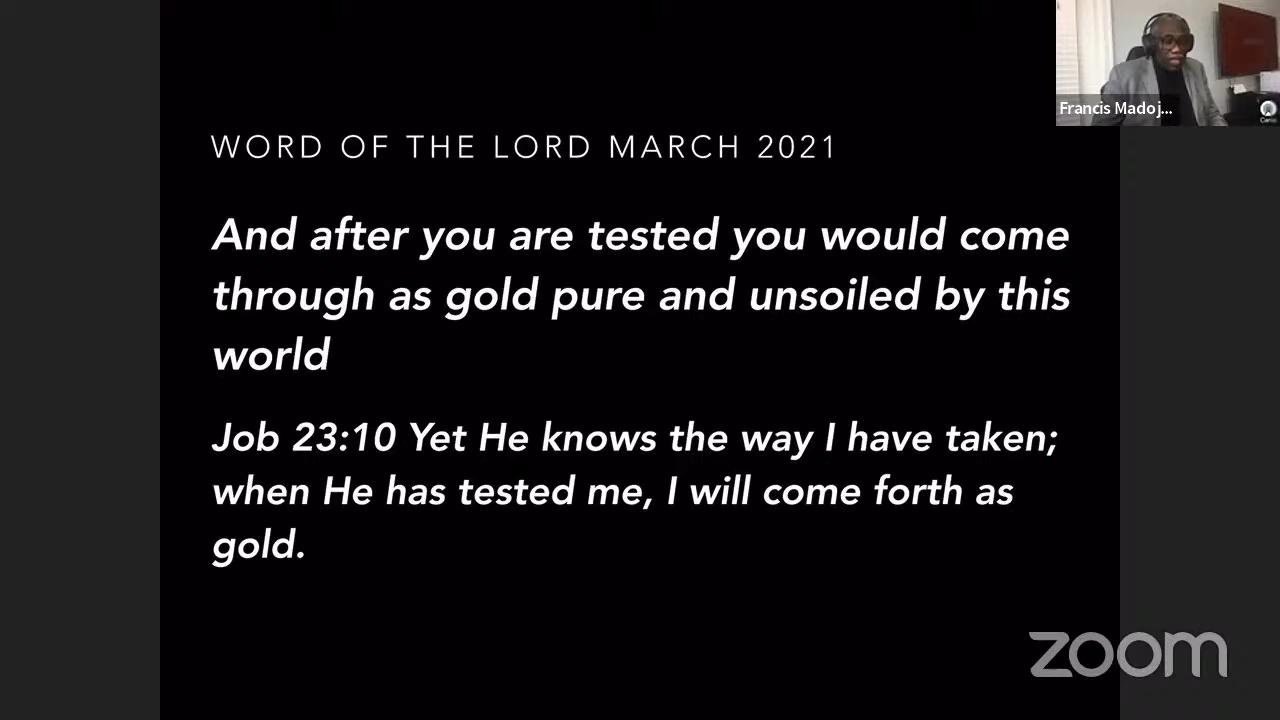 Francis Madoj...
WORD OF THE LORD MARCH 2021
And after you are tested you would come
through as gold pure and unsoiled by this
world
Job 23:10 Yet He knows the way I have taken;
when He has tested me, I will come forth as
gold.
zoom